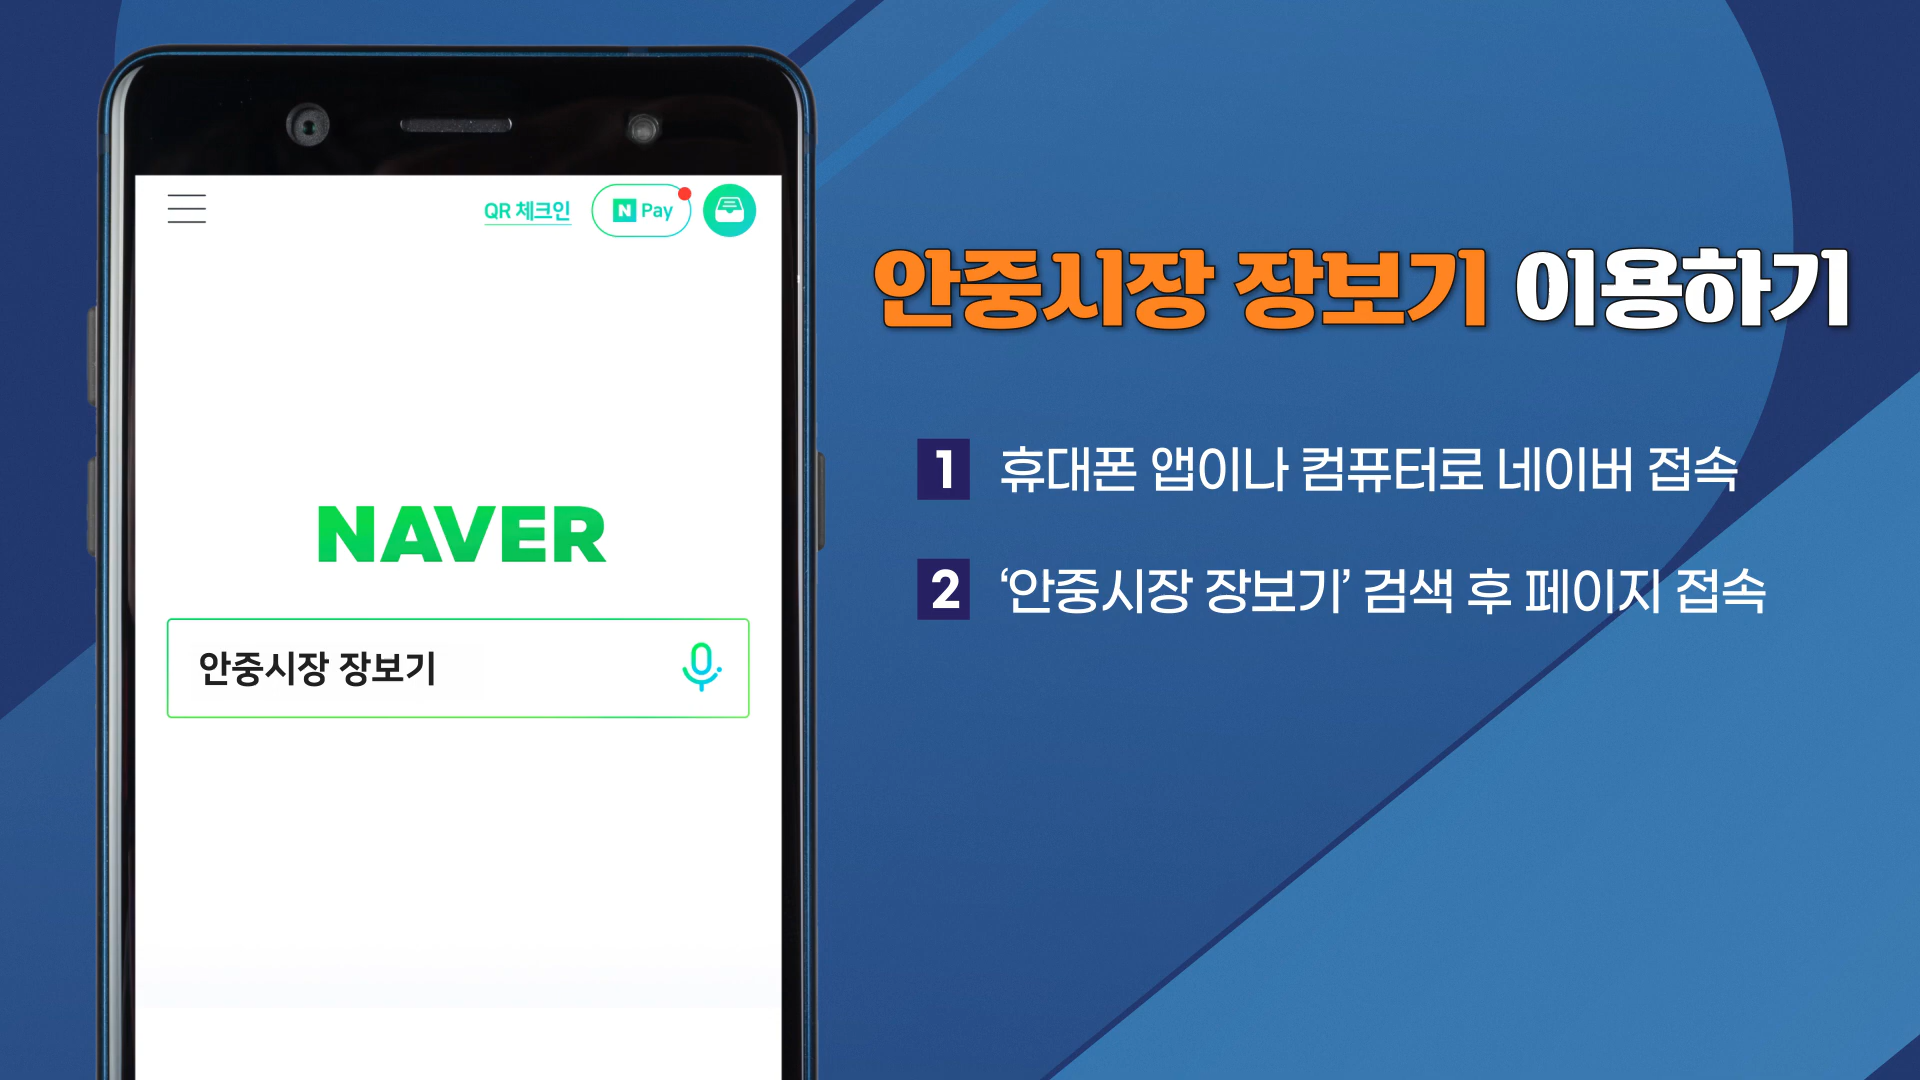 QR 체크인
N Pay
NAVER
안중시장 장보기
안중시장 장보기 이용하기
1 휴대폰 앱이나 컴퓨터로 네이버 접속
2 ‘안중시장 장보기’ 검색 후 페이지 접속